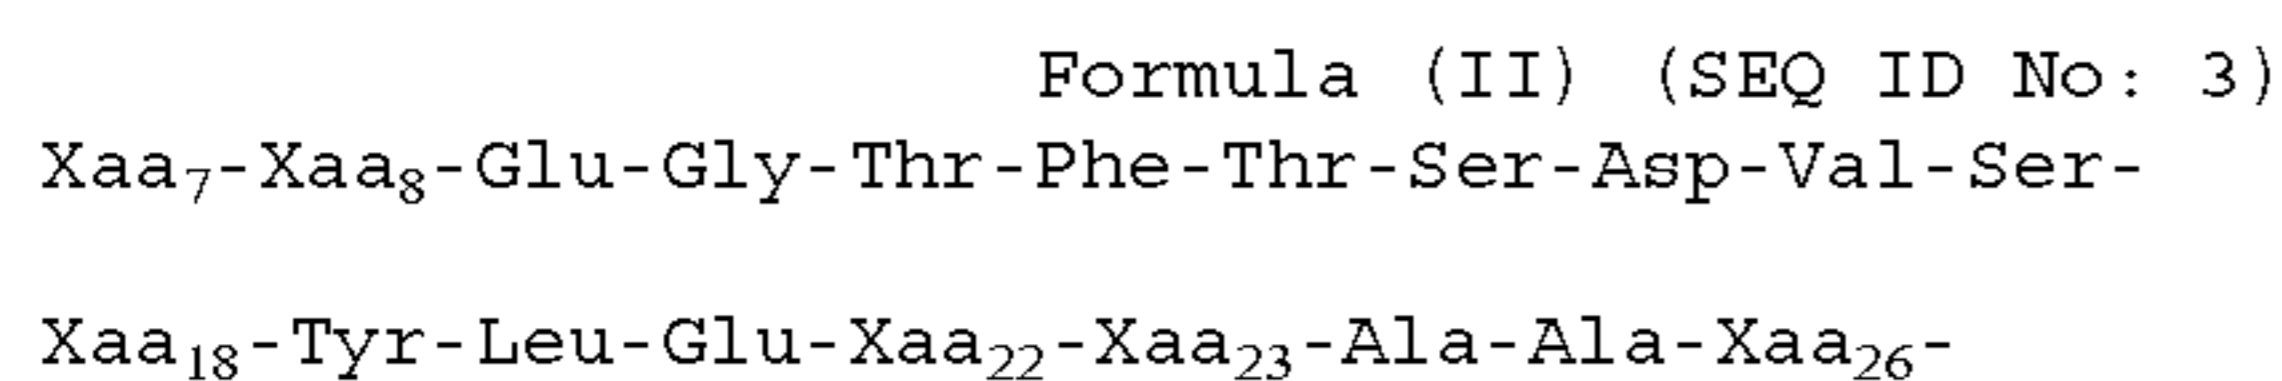 Formula (II) (SEQ ID No: 3)
Xaa₇-Xaa₈-Glu-Gly-Thr-Phe-Thr-Ser-Asp-Val-Ser-
Xaa₁₈-Tyr-Leu-Glu-Xaa₂₂-Xaa₂₃-Ala-Ala-Xaa₂₆-